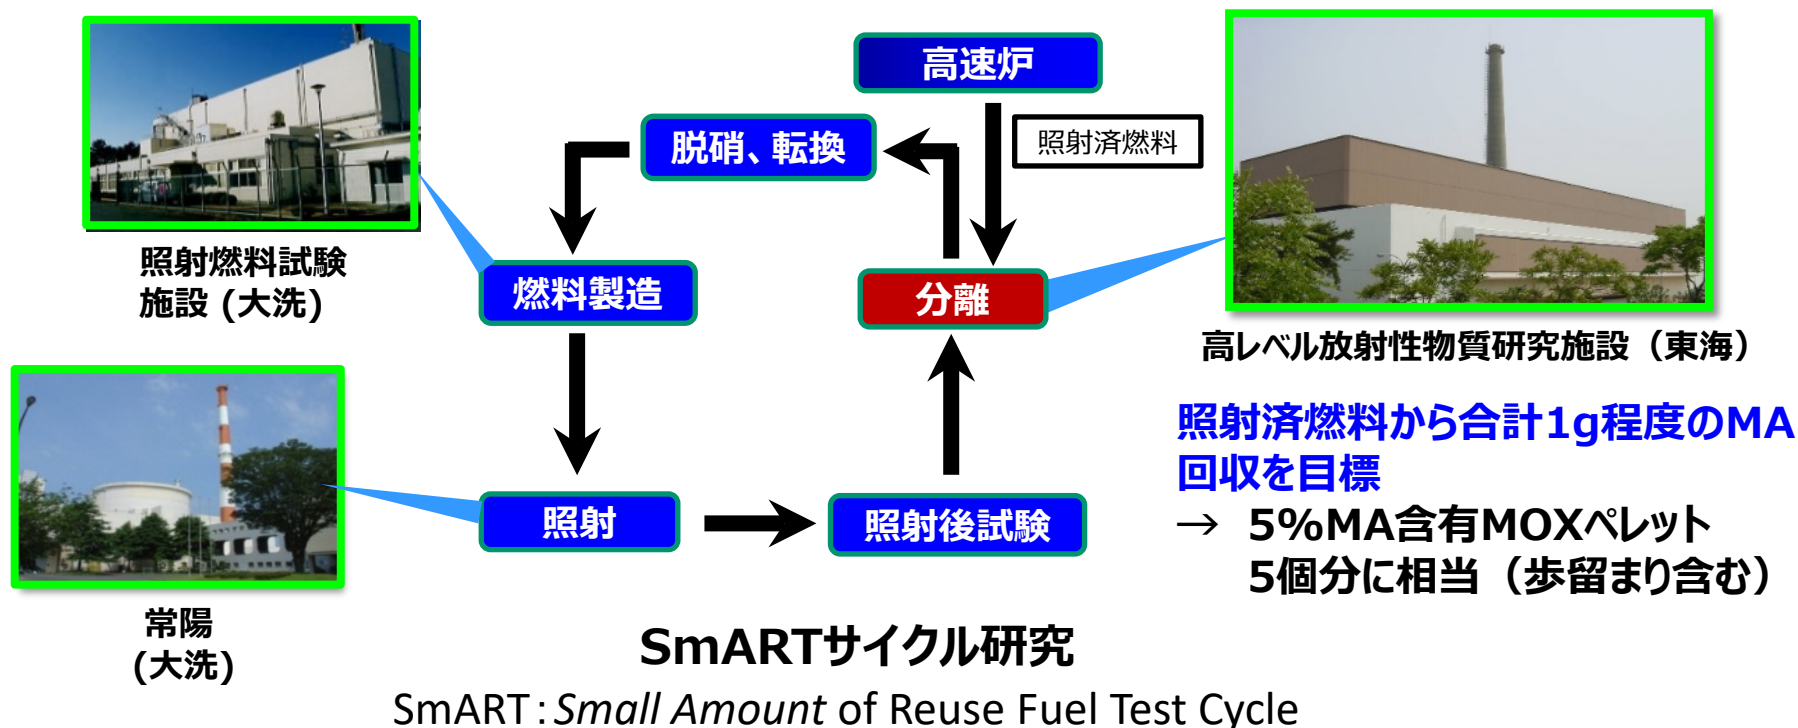 高速炉
脱硝、転換
照射済燃料
照射燃料試験
施設 (大洗)
燃料製造
分離
高レベル放射性物質研究施設（東海）
照射済燃料から合計1g程度のMA
回収を目標
→ 5%MA含有MOXペレット
5個分に相当（歩留まり含む）
照射
照射後試験
常陽
(大洗)
SmARTサイクル研究
SmART：Small Amount of Reuse Fuel Test Cycle